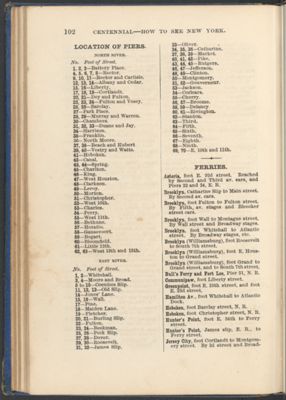 102 CENTENNIAL—HOW TO SEE NEW YORK.
LOCATION OF PIERS.
NORTH RIVER.
No. Foot of Street.
1, 2, 3—Battery Place.
4, 5, 6, 7, 8—Rector.
9, 10, 11—Rector and Carlisle.
12, 13, 14—Albany and Cedar.
15, 16—Liberty.
17, 18, 19—Cortlandt.
20, 21—Dey and Fulton.
22, 23, 24—Fulton and Vesey.
25, 26—Barclay.
27—Park Place.
28, 29—Murray and Warren.
30—Chambers.
31, 32, 33—Duane and Jay.
34—Harrison.
35—Franklin.
36—North Moore.
37, 38—Beach and Hubert
39, 40—Vestry and Watts.
41—Hoboken.
42—Canal.
43, 44—Spring.
45—Charlton.
46—King.
47—West Houston.
48—Clarkson.
49—Leroy.
50—Morton.
51—Christopher.
52—West 10th.
53—Charles.
54—Perry.
55—West 11th.
56—Bethune.
57—Horatio.
58—Gansevoort.
59—Bogart.
60—Bloomfield.
61—Little 12th.
62, 63—West 13th and 18th.
EAST RIVER.
No. Foot of Street.
1, 2—Whitehall.
3, 4—Moore and Broad.
5 to 10—Coenties Slip.
11, 12, 13—Old Slip.
14—Jones' Lane.
15, 16—Wall.
17—Pine.
18—Maiden Lane.
19—Fletcher.
20, 21—Burling Slip.
22—Fulton.
23, 24—Beekman.
25, 26—Peck Slip.
27, 28—Dover.
29, 30—Roosevelt.
31, 32—James Slip.
33—Oliver.
34, 35, 36—Catharine.
37, 38, 39—Market.
40, 41, 42—Pike.
43, 44, 45—Rutgers.
46, 47—Jefferson.
48, 49—Clinton.
50—Montgomery.
51, 52—Gouverneur.
53—Jackson.
54—Corlears.
55—Cherry.
56, 57—Broome.
58, 59—Delancy.
60, 61—Rivington.
62—Stanton.
63—Third.
64—Fifth.
65—Sixth.
66—Seventh.
67—Eighth.
68—Ninth.
69, 70—E. 10th and 11th.
FERRIES.
Astoria, foot E. 92d street. Reached
by Second and Third av. cars, and
Piers 22 and 24, E. R.
Brooklyn, Catharine Slip to Main street.
By Second av. cars.
Brooklyn, foot Fulton to Fulton street.
By Fifth av. stages and Bleecker
street cars.
Brooklyn, foot Wall to Montague street.
By Wall street and Broadway stages.
Brooklyn, foot Whitehall to Atlantic
street. By Broadway stages, etc.
Brooklyn (Williamsburg), foot Roosevelt
to South 7th street.
Brooklyn (Williamsburg), foot E. Hous-
ton to Grand street.
Brooklyn (Williamsburg), foot Grand to
Grand street, and to South 7th street.
Bull's Ferry and Fort Lee, Pier 51, N. R.
Communipaw, foot Liberty street.
Greenpoint, foot E. 10th street, and foot
E. 23d street.
Hamilton Av., foot Whitehall to Atlantic
Dock.
Hoboken, foot Barclay street, N. R.
Hoboken, foot Christopher street, N. R.
Hunter's Point, foot E. 34th to Ferry
street.
Hunter's Point, James slip, E. R., to
Ferry street.
Jersey City, foot Cortlandt to Montgom-
ery street. By 5th street and Broad-